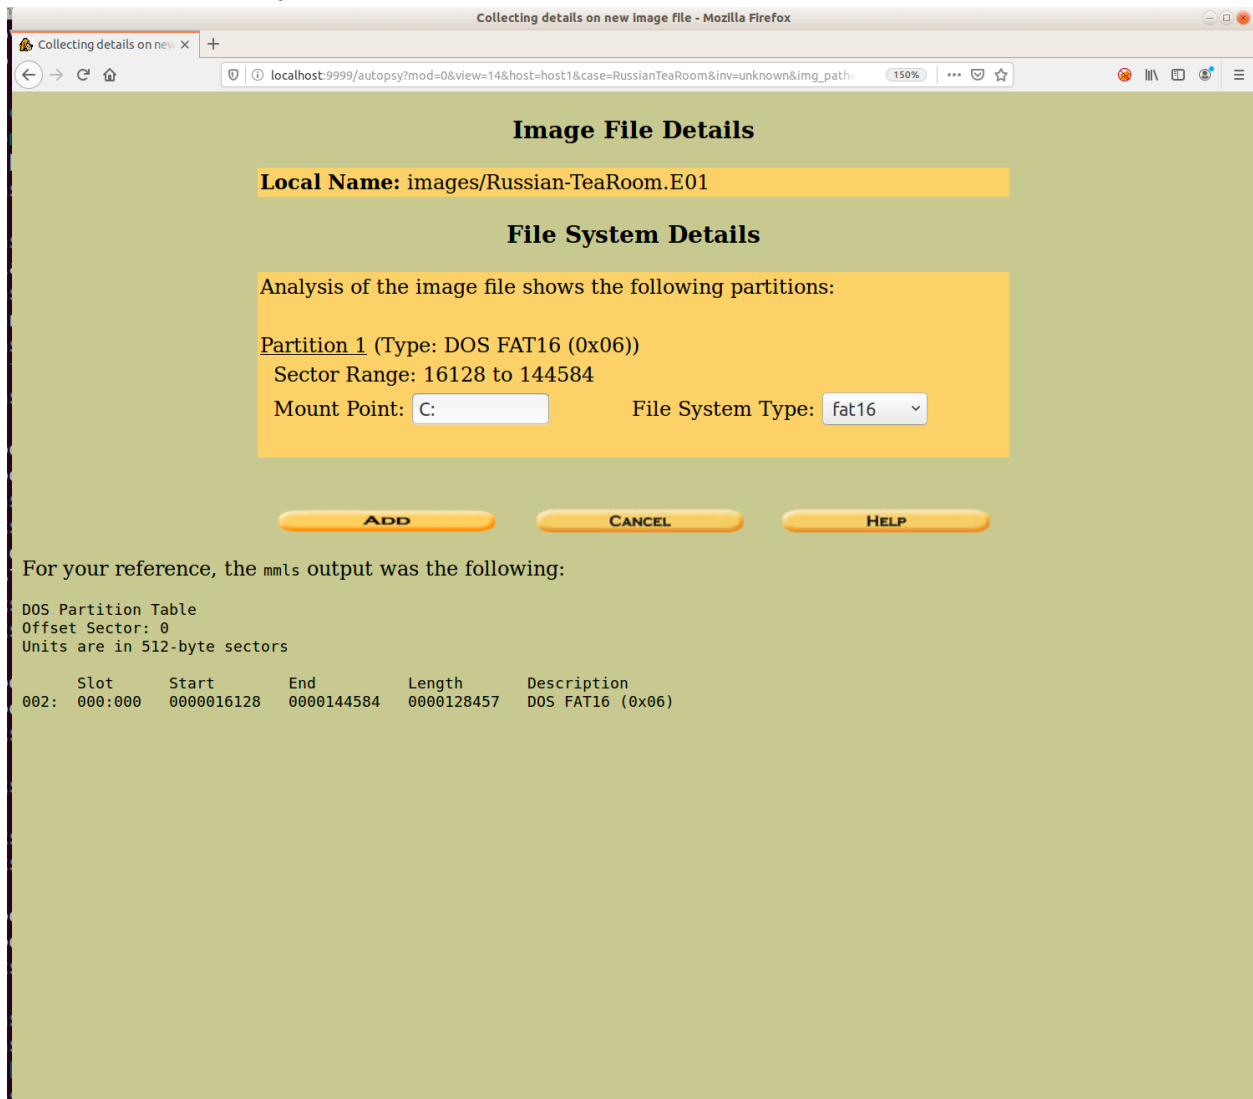 Collecting details on new image file - Mozilla Firefox
Collecting details on new
localhost:9999/autopsy?mod=0&view=14&host=host1&case=RussianTeaRoom&inv=unknown&img_path= 150%
Image File Details
Local Name: images/Russian-TeaRoom.E01
File System Details
Analysis of the image file shows the following partitions:
Partition 1 (Type: DOS FAT16 (0x06))
Sector Range: 16128 to 144584
Mount Point: C: File System Type: fat16
ADD CANCEL HELP
For your reference, the mmls output was the following:
DOS Partition Table
Offset Sector: 0
Units are in 512-byte sectors
Slot Start End Length Description
002: 000:000 0000016128 0000144584 0000128457 DOS FAT16 (0x06)